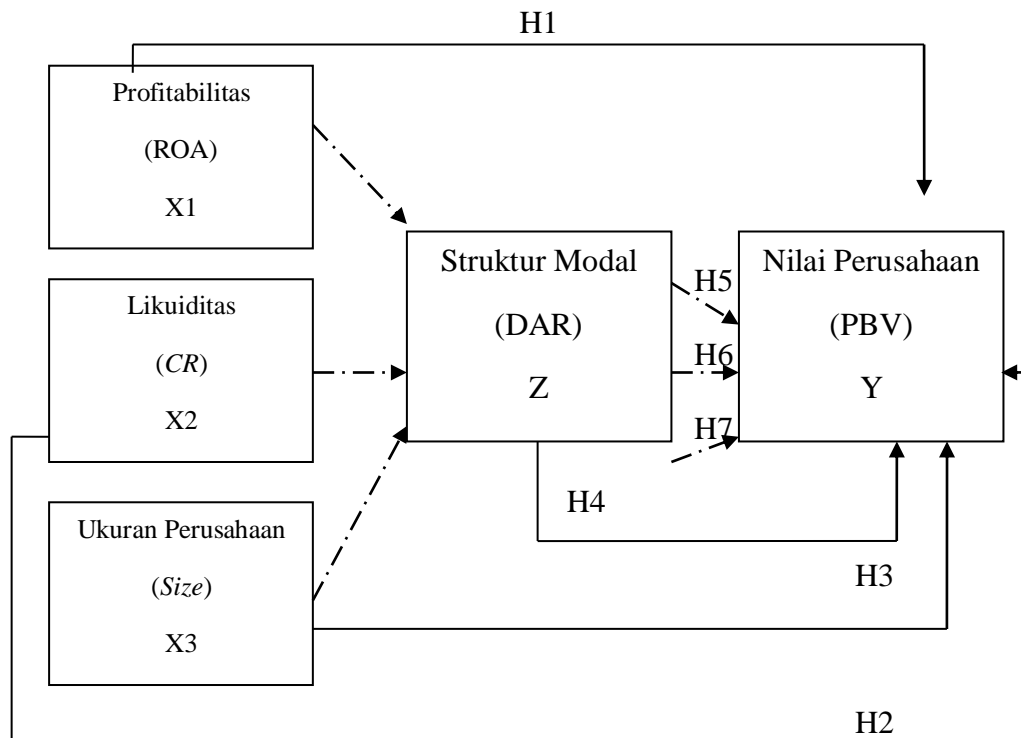 H1
Profitabilitas
(ROA)
X1
Struktur Modal
(DAR)
Z
Nilai Perusahaan
(PBV)
Y
H5
H6
H7
Likuiditas
(CR)
X2
H4
Ukuran Perusahaan
(Size)
X3
H3
H2